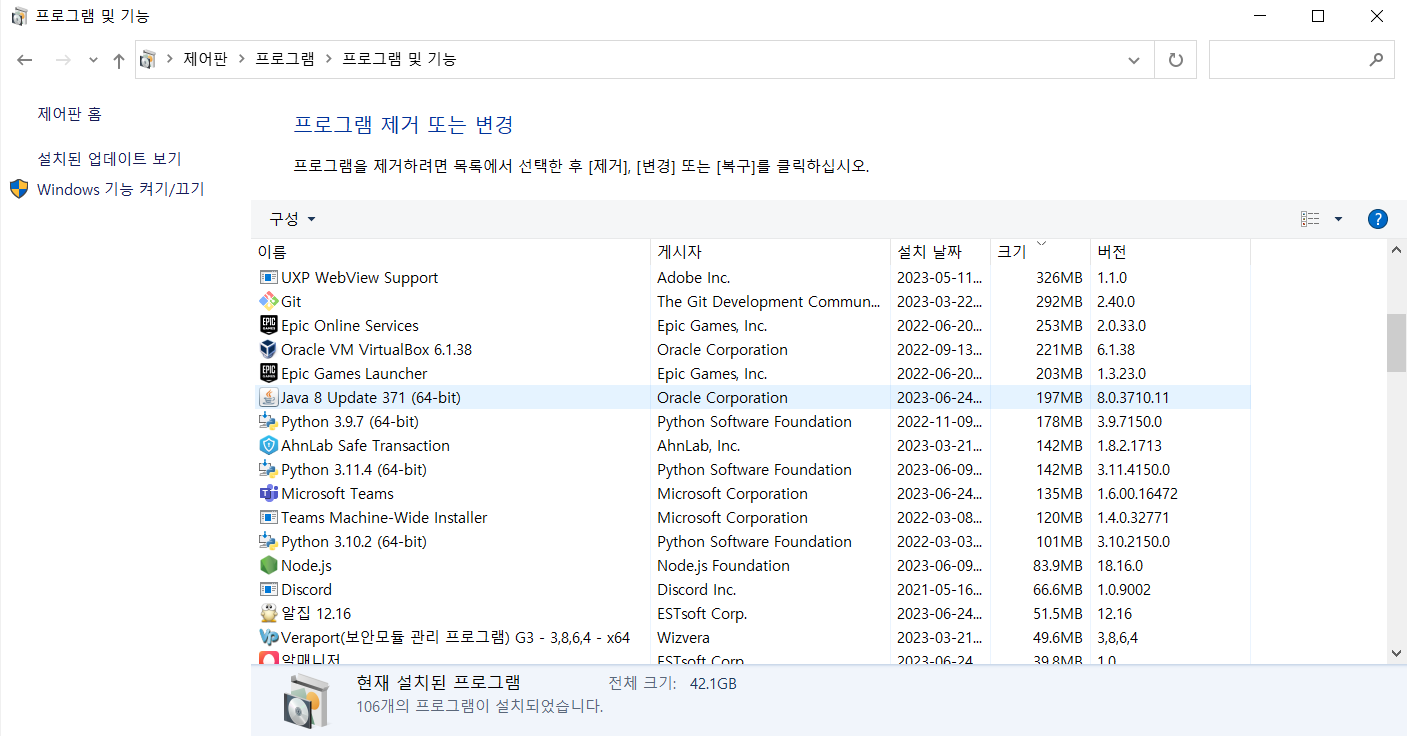 프로그램 및 기능
제어판 > 프로그램 > 프로그램 및 기능
제어판 홈
설치된 업데이트 보기
Windows 기능 켜기/끄기
프로그램 제거 또는 변경
프로그램을 제거하려면 목록에서 선택한 후 [제거], [변경] 또는 [복구]를 클릭하십시오.
구성
이름 게시자 설치 날짜 크기 버전
UXP WebView Support Adobe Inc. 2023-05-11... 326MB 1.1.0
Git The Git Development Commun... 2023-03-22... 292MB 2.40.0
EPIC GAMES Epic Online Services Epic Games, Inc. 2022-06-20... 253MB 2.0.33.0
Oracle VM VirtualBox 6.1.38 Oracle Corporation 2022-09-13... 221MB 6.1.38
EPIC GAMES Epic Games Launcher Epic Games, Inc. 2022-06-20... 203MB 1.3.23.0
Java 8 Update 371 (64-bit) Oracle Corporation 2023-06-24... 197MB 8.0.3710.11
Python 3.9.7 (64-bit) Python Software Foundation 2022-11-09... 178MB 3.9.7150.0
AhnLab Safe Transaction AhnLab, Inc. 2023-03-21... 142MB 1.8.2.1713
Python 3.11.4 (64-bit) Python Software Foundation 2023-06-09... 142MB 3.11.4150.0
Microsoft Teams Microsoft Corporation 2023-06-24... 135MB 1.6.00.16472
Teams Machine-Wide Installer Microsoft Corporation 2022-03-08... 120MB 1.4.0.32771
Python 3.10.2 (64-bit) Python Software Foundation 2022-03-03... 101MB 3.10.2150.0
Node.js Node.js Foundation 2023-06-09... 83.9MB 18.16.0
Discord Discord Inc. 2021-05-16... 66.6MB 1.0.9002
알집 12.16 ESTsoft Corp. 2023-06-24... 51.5MB 12.16
Veraport(보안모듈 관리 프로그램) G3 - 3,8,6,4 - x64 Wizvera 2023-03-21... 49.6MB 3,8,6,4
알매니저 ESTsoft Corp. 2023-06-24... 39.8MB 1.0
현재 설치된 프로그램 전체 크기: 42.1GB
106개의 프로그램이 설치되었습니다.